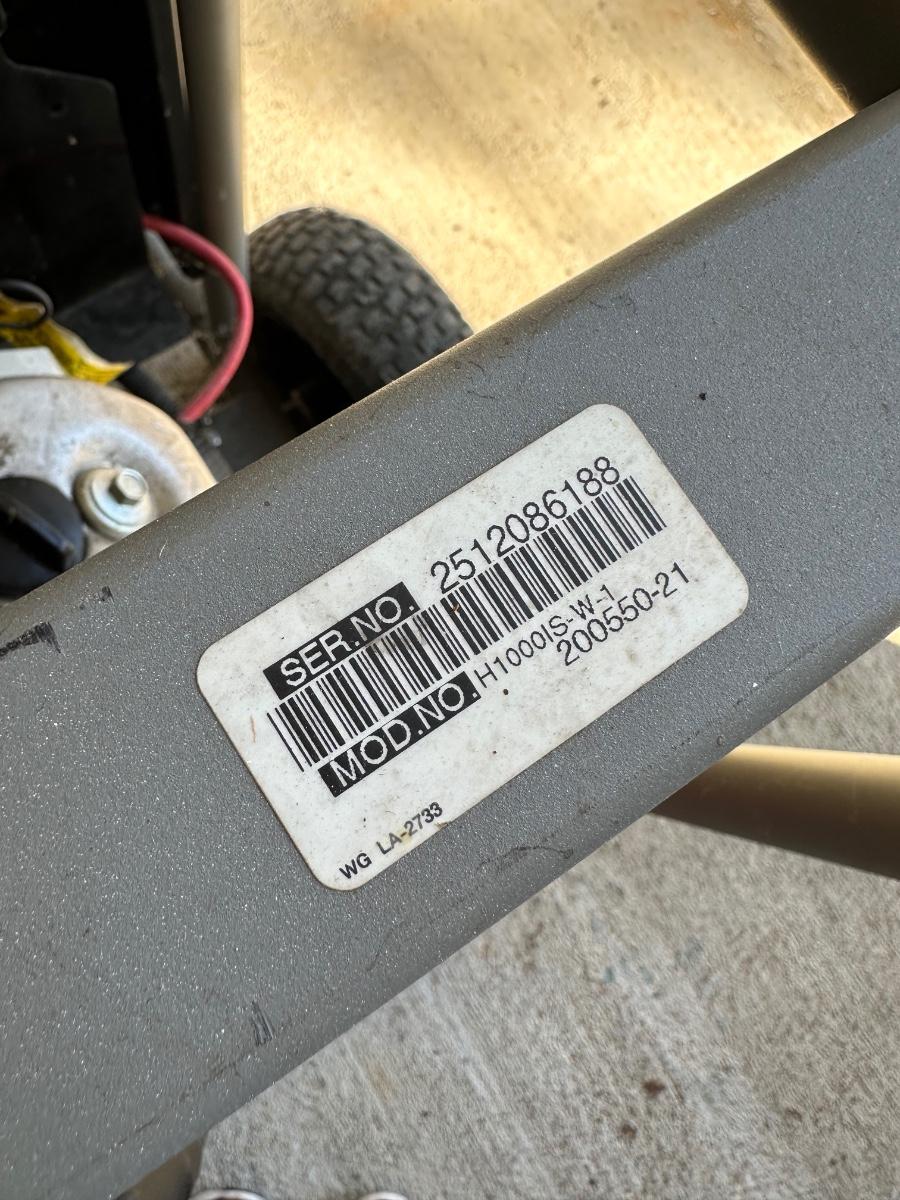 SER.NO. 2512086188
MOD.NO. H1000IS-W-1
200550-21
WG LA-2733